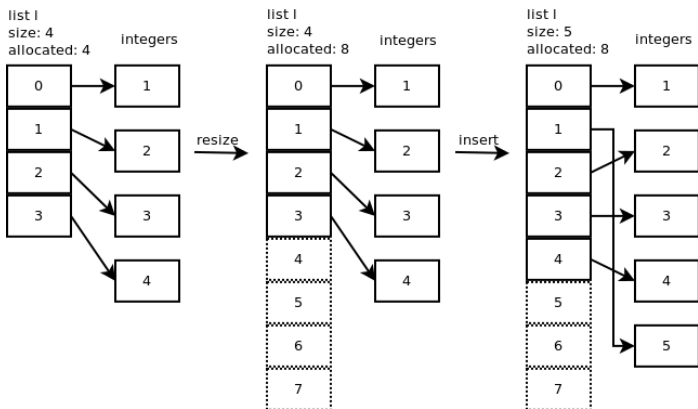 list l
size: 4
allocated: 4
integers
0
1
1
2
2
3
3
4
resize
list l
size: 4
allocated: 8
integers
0
1
1
2
2
3
3
4
4
5
6
7
insert
list l
size: 5
allocated: 8
integers
0
1
1
2
2
3
3
4
4
5
5
6
7